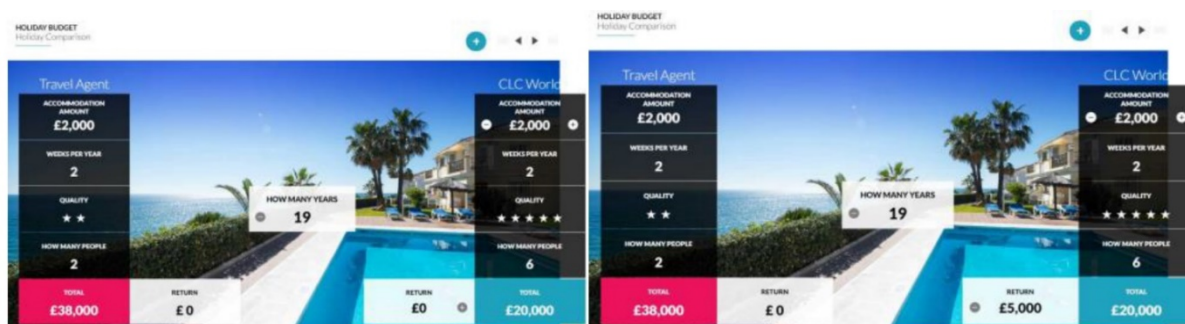 HOLIDAY BUDGET
Holiday Comparison
Travel Agent
ACCOMMODATION
AMOUNT
£2,000
WEEKS PER YEAR
2
QUALITY
HOW MANY PEOPLE
2
TOTAL
£38,000
RETURN
£0
HOW MANY YEARS
19
CLC World
ACCOMMODATION
AMOUNT
£2,000
WEEKS PER YEAR
2
QUALITY
HOW MANY PEOPLE
6
RETURN
£0
TOTAL
£20,000
HOLIDAY BUDGET
Holiday Comparison
Travel Agent
ACCOMMODATION
AMOUNT
£2,000
WEEKS PER YEAR
2
QUALITY
HOW MANY PEOPLE
2
TOTAL
£38,000
RETURN
£0
HOW MANY YEARS
19
CLC World
ACCOMMODATION
AMOUNT
£2,000
WEEKS PER YEAR
2
QUALITY
HOW MANY PEOPLE
6
RETURN
£5,000
TOTAL
£20,000